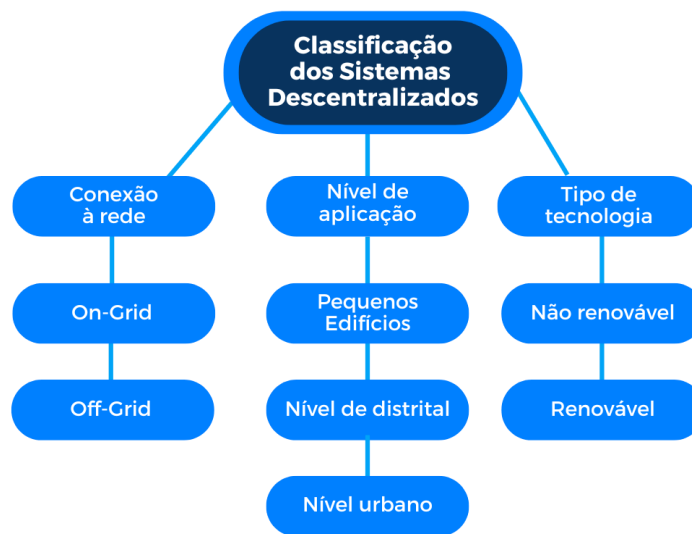 Classificação
dos Sistemas
Descentralizados
Conexão
à rede
On-Grid
Off-Grid
Nível de
aplicação
Pequenos
Edifícios
Nível de distrital
Nível urbano
Tipo de
tecnologia
Não renovável
Renovável